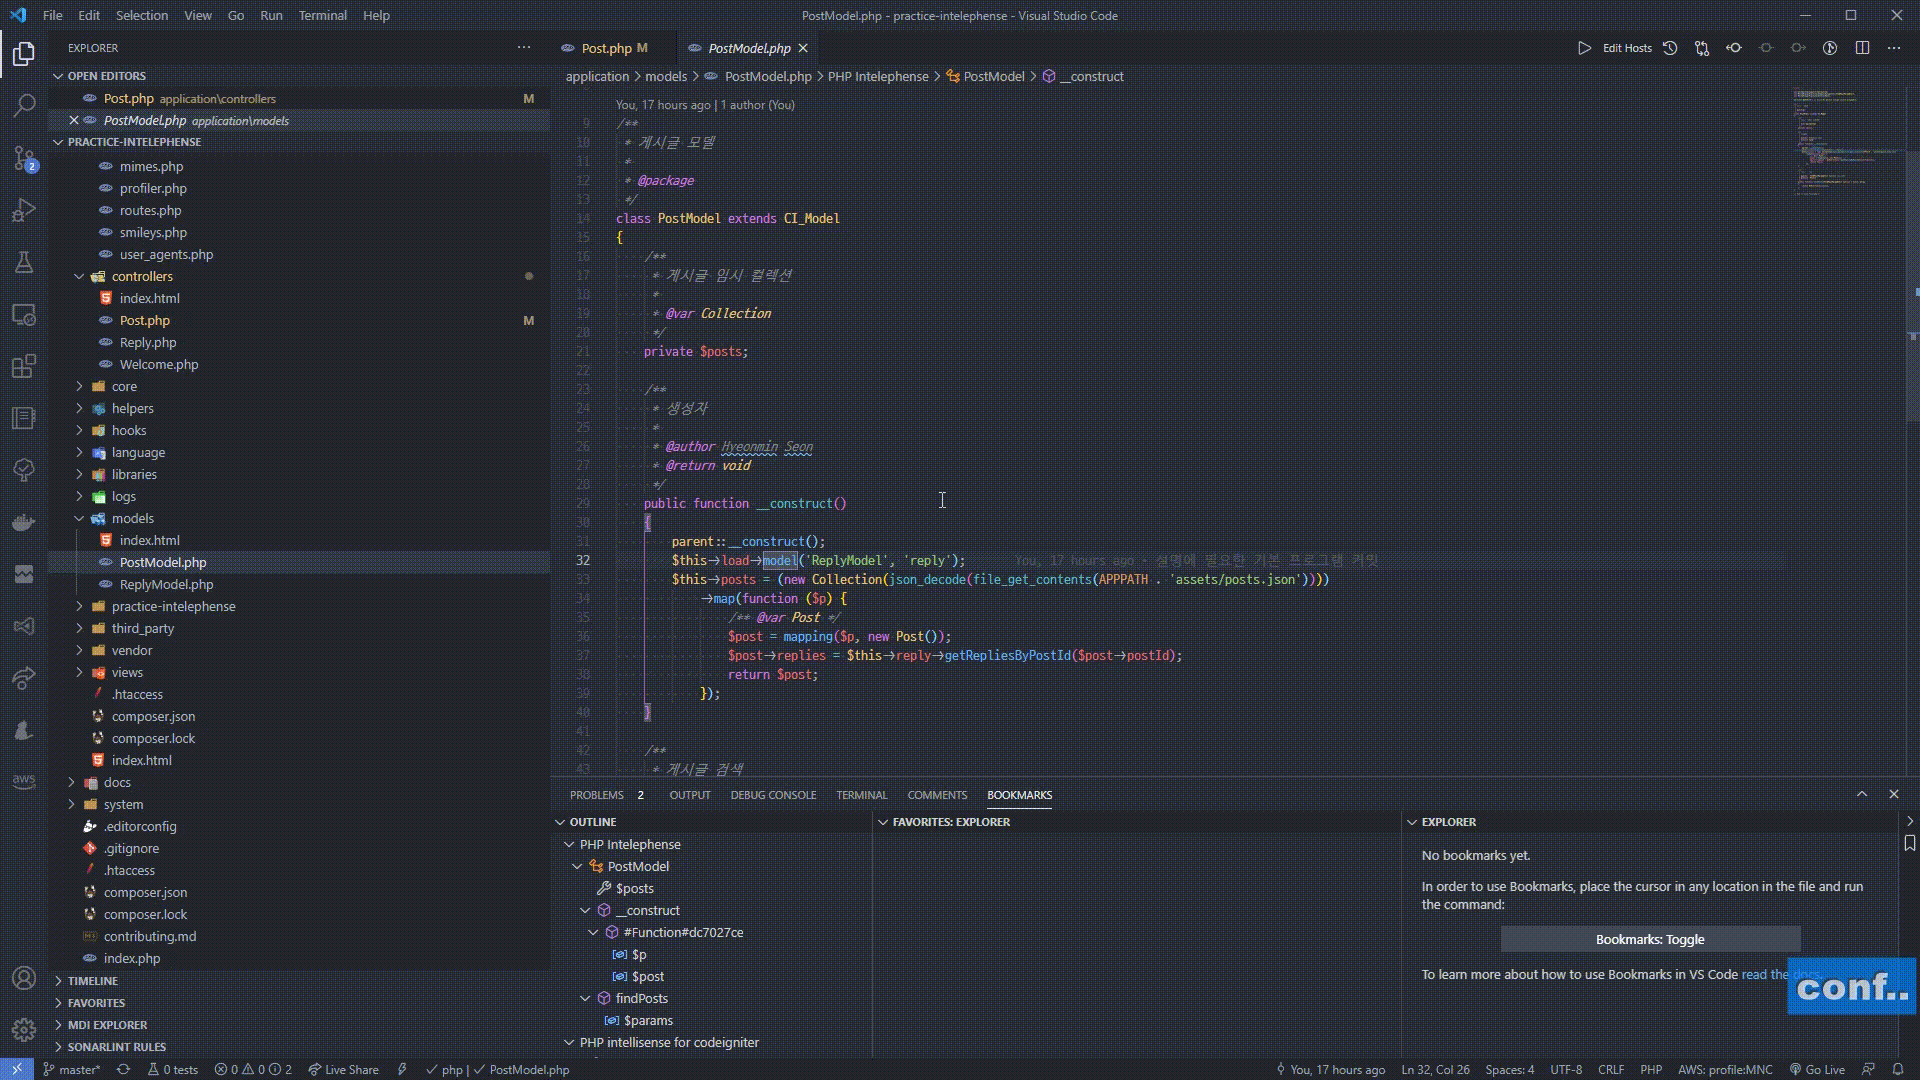 File Edit Selection View Go Run Terminal Help
PostModel.php - practice-intelephense - Visual Studio Code
EXPLORER
OPEN EDITORS
Post.php application\controllers M
PostModel.php application\models
PRACTICE-INTELEPHENSE
mimes.php
profiler.php
routes.php
smileys.php
user_agents.php
controllers
index.html
Post.php M
Reply.php
Welcome.php
core
helpers
hooks
language
libraries
logs
models
index.html
PostModel.php
ReplyModel.php
practice-intelephense
third_party
vendor
views
.htaccess
composer.json
composer.lock
index.html
docs
system
.editorconfig
.gitignore
.htaccess
composer.json
composer.lock
contributing.md
index.php
TIMELINE
FAVORITES
MDI EXPLORER
SONARLINT RULES
2
aws
Post.php M PostModel.php
Edit Hosts
application > models > PostModel.php > PHP Intelephense > PostModel > __construct
You, 17 hours ago | 1 author (You)
9 /**
10 * 게시글 모델
11 *
12 * @package
13 */
14 class PostModel extends CI_Model
15 {
16 /**
17 * 게시글 임시 컬렉션
18 *
19 * @var Collection
20 */
21 private $posts;
22
23 /**
24 * 생성자
25 *
26 * @author Hyeonmin Seon
27 * @return void
28 */
29 public function __construct()
30 {
31 parent::__construct();
32 $this->load->model('ReplyModel', 'reply'); You, 17 hours ago • 설명에 필요한 기본 프로그램 커밋
33 $this->posts = (new Collection(json_decode(file_get_contents(APPPATH . 'assets/posts.json'))))
34 ->map(function ($p) {
35 /** @var Post */
36 $post = mapping($p, new Post());
37 $post->replies = $this->reply->getRepliesByPostId($post->postId);
38 return $post;
39 });
40 }
41
42 /**
43 * 게시글 검색
PROBLEMS 2 OUTPUT DEBUG CONSOLE TERMINAL COMMENTS BOOKMARKS
OUTLINE
PHP Intelephense
PostModel
$posts
__construct
#Function#dc7027ce
$p
$post
findPosts
$params
PHP intellisense for codeigniter
FAVORITES: EXPLORER
EXPLORER
No bookmarks yet.
In order to use Bookmarks, place the cursor in any location in the file and run
the command:
Bookmarks: Toggle
To learn more about how to use Bookmarks in VS Code read the docs.
conf..
master* 0 tests 0 0 2 Live Share php | PostModel.php
You, 17 hours ago Ln 32, Col 26 Spaces: 4 UTF-8 CRLF PHP AWS: profile:MNC Go Live